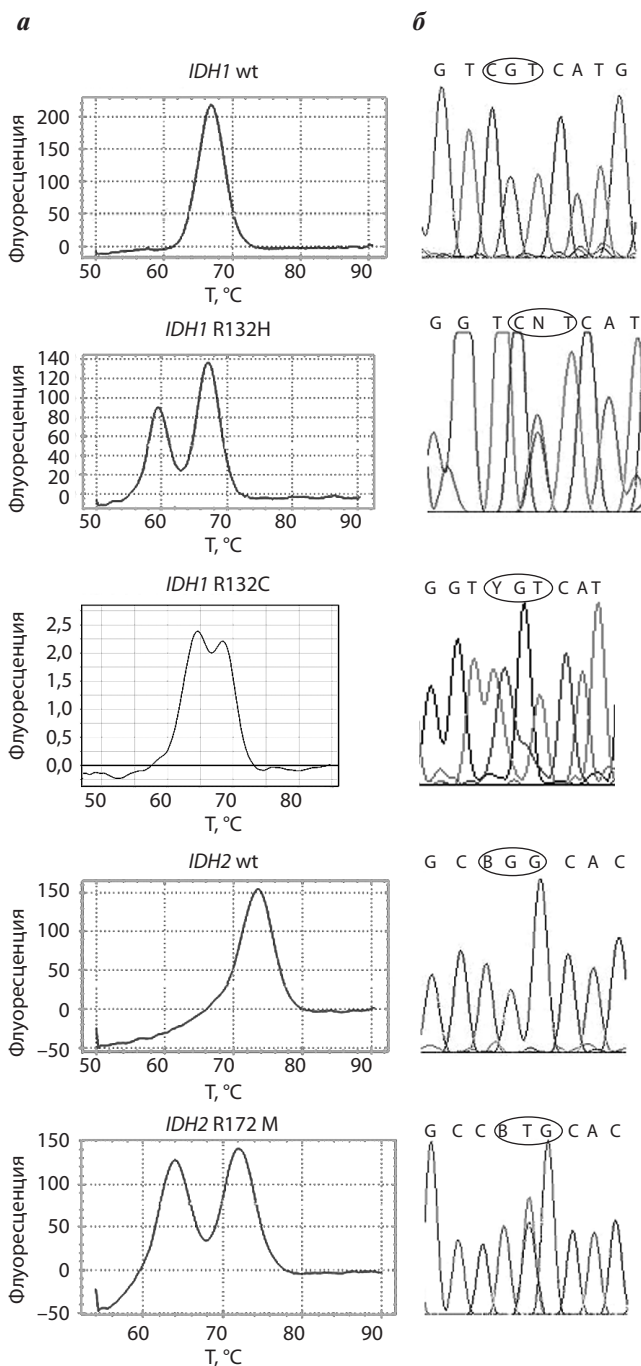 а
б
IDH1 wt
G T C G T C A T G
Флуоресценция
200
150
100
50
0
50 60 70 80 90
T, °C
IDH1 R132H
G G T C N T C A T
Флуоресценция
140
120
100
80
60
40
20
0
50 60 70 80 90
T, °C
IDH1 R132C
G G T Y G T C A T
Флуоресценция
2,5
2,0
1,5
1,0
0,5
0,0
50 60 70 80
T, °C
IDH2 wt
G C B G G C A C
Флуоресценция
150
100
50
0
–50
50 60 70 80 90
T, °C
IDH2 R172 M
G C C B T G C A C
Флуоресценция
150
100
50
0
–50
60 70 80 90
T, °C